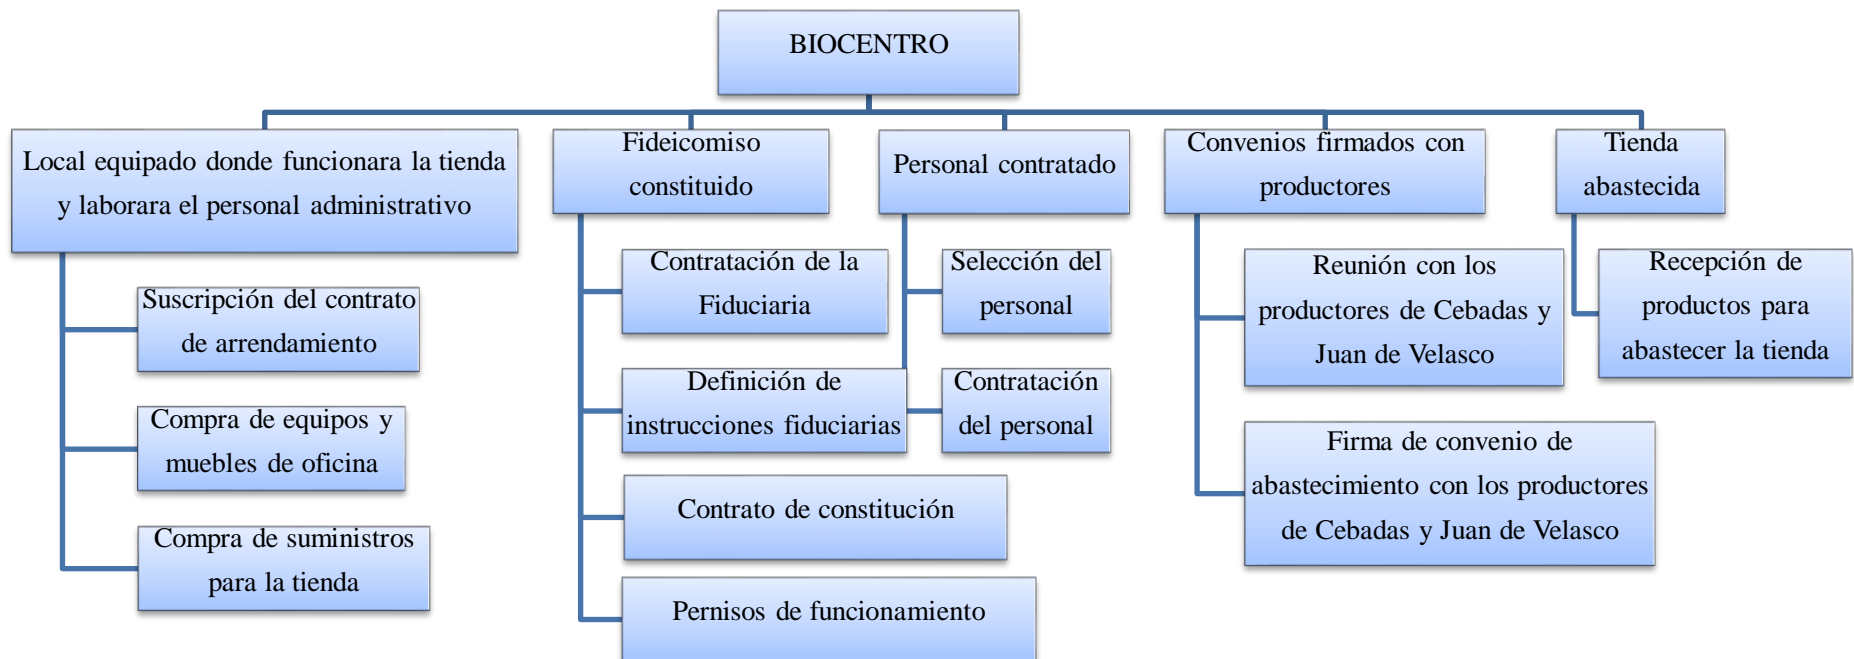 BIOCENTRO
Local equipado donde funcionara la tienda
y laborara el personal administrativo
Suscripción del contrato
de arrendamiento
Compra de equipos y
muebles de oficina
Compra de suministros
para la tienda
Fideicomiso
constituido
Contratación de la
Fiduciaria
Definición de
instrucciones fiduciarias
Contrato de constitución
Pernisos de funcionamiento
Personal contratado
Selección del
personal
Contratación
del personal
Convenios firmados con
productores
Reunión con los
productores de Cebadas y
Juan de Velasco
Firma de convenio de
abastecimiento con los productores
de Cebadas y Juan de Velasco
Tienda
abastecida
Recepción de
productos para
abastecer la tienda